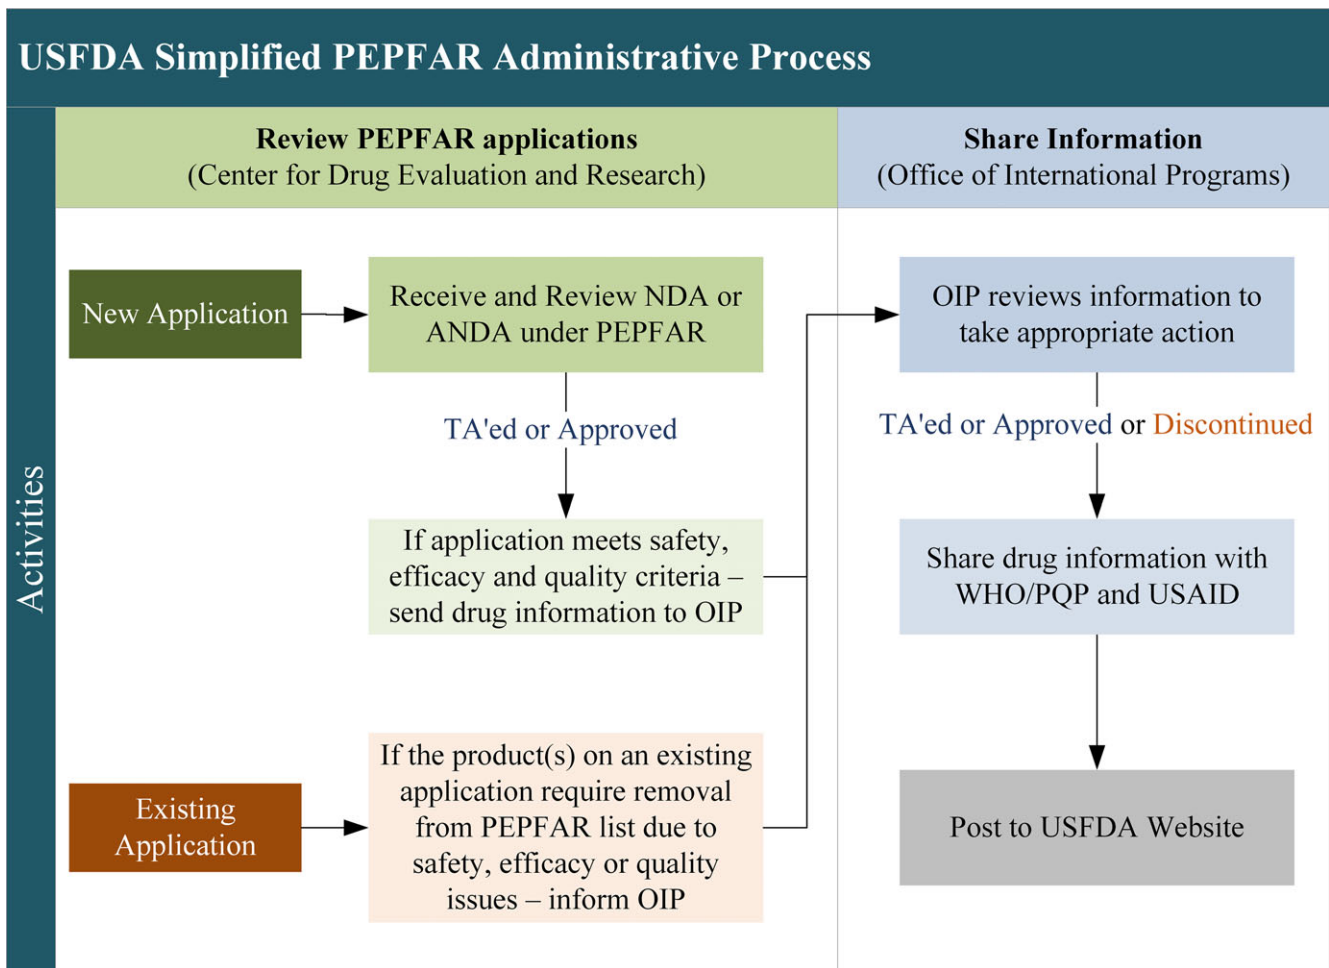 USFDA Simplified PEPFAR Administrative Process
Activities
Review PEPFAR applications
(Center for Drug Evaluation and Research)
Share Information
(Office of International Programs)
New Application
Receive and Review NDA or
ANDA under PEPFAR
TA'ed or Approved
If application meets safety,
efficacy and quality criteria –
send drug information to OIP
Existing
Application
If the product(s) on an existing
application require removal
from PEPFAR list due to
safety, efficacy or quality
issues – inform OIP
OIP reviews information to
take appropriate action
TA'ed or Approved or Discontinued
Share drug information with
WHO/PQP and USAID
Post to USFDA Website